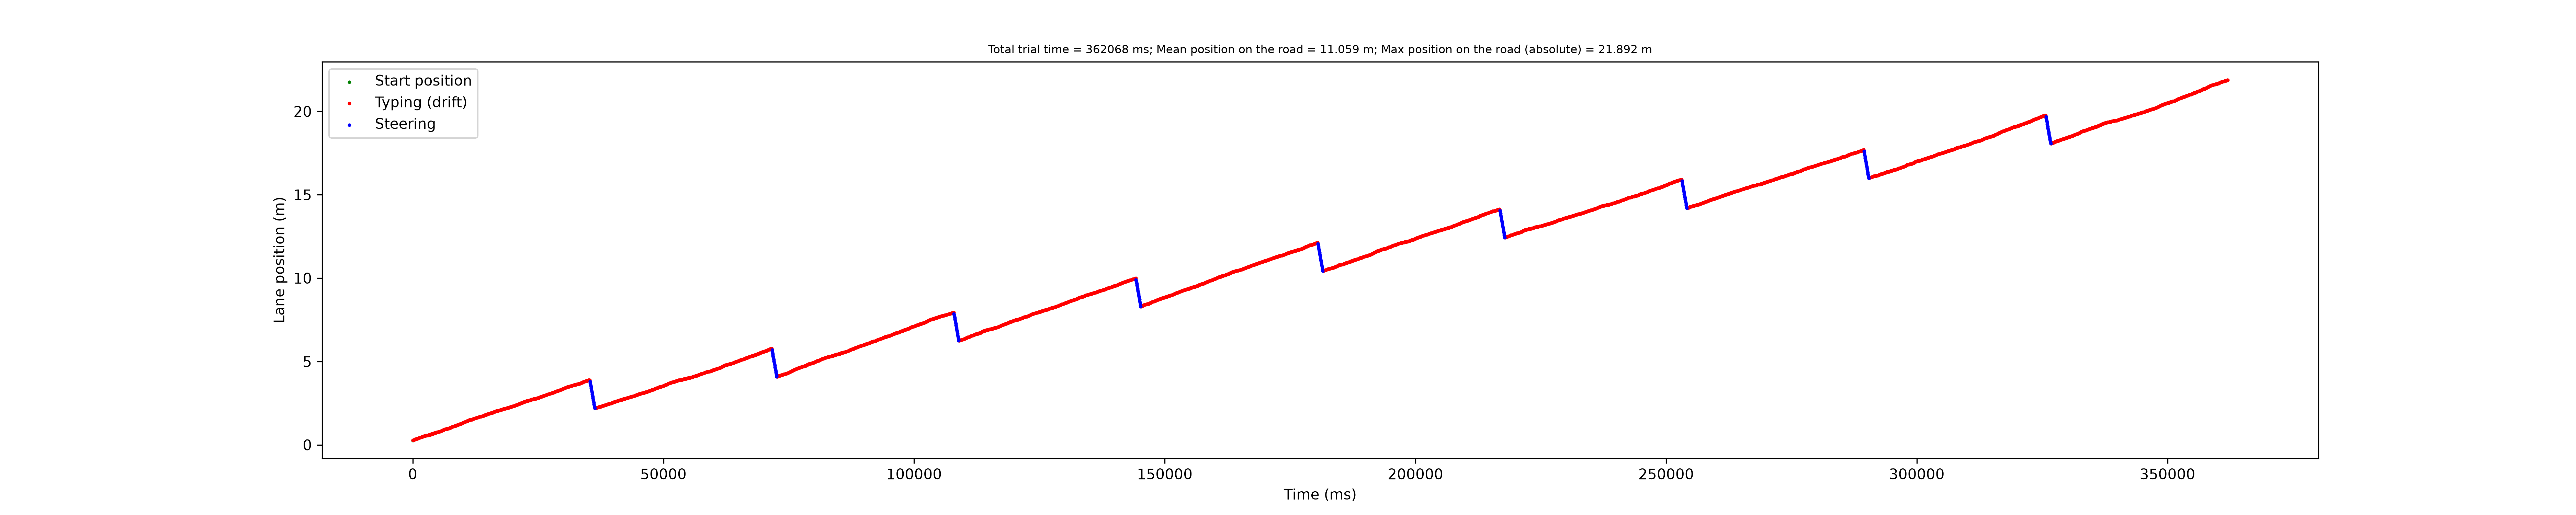 Total trial time = 362068 ms; Mean position on the road = 11.059 m; Max position on the road (absolute) = 21.892 m
Start position
Typing (drift)
Steering
Lane position (m)
20
15
10
5
0
0 50000 100000 150000 200000 250000 300000 350000
Time (ms)